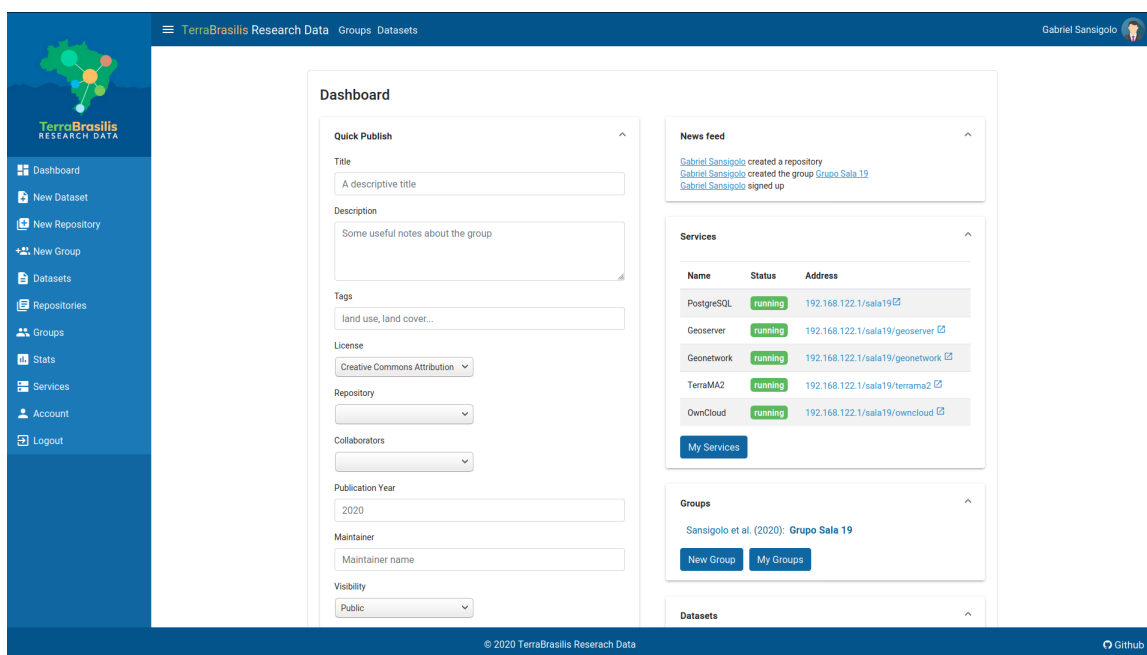 TerraBrasilis Research Data Groups Datasets
Gabriel Sansigolo
TerraBrasilis
RESEARCH DATA
Dashboard
New Dataset
New Repository
New Group
Datasets
Repositories
Groups
Stats
Services
Account
Logout
Dashboard
Quick Publish
Title
A descriptive title
Description
Some useful notes about the group
Tags
land use, land cover...
License
Creative Commons Attribution
Repository
Collaborators
Publication Year
2020
Maintainer
Maintainer name
Visibility
Public
News feed
Gabriel Sansigolo created a repository
Gabriel Sansigolo created the group Grupo Sala 19
Gabriel Sansigolo signed up
Services
Name Status Address
PostgreSQL running 192.168.122.1/sala19
Geoserver running 192.168.122.1/sala19/geoserver
Geonetwork running 192.168.122.1/sala19/geonetwork
TerraMA2 running 192.168.122.1/sala19/terrama2
OwnCloud running 192.168.122.1/sala19/owncloud
My Services
Groups
Sansigolo et al. (2020): Grupo Sala 19
New Group My Groups
Datasets
© 2020 TerraBrasilis Reserach Data
Github